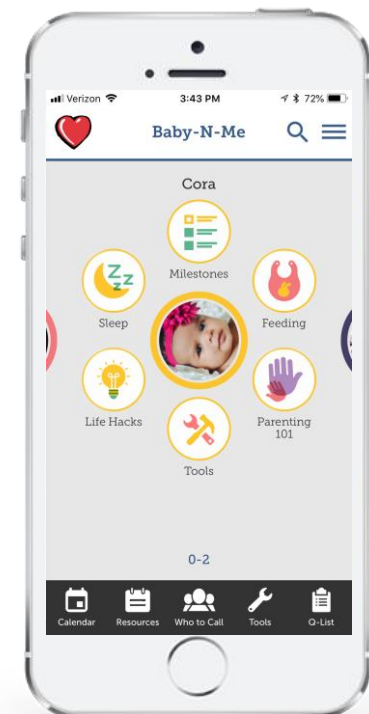 Verizon 3:43 PM 72%
Baby-N-Me
Cora
Milestones
Sleep
Feeding
Life Hacks
Parenting
101
Tools
0-2
Calendar Resources Who to Call Tools Q-List